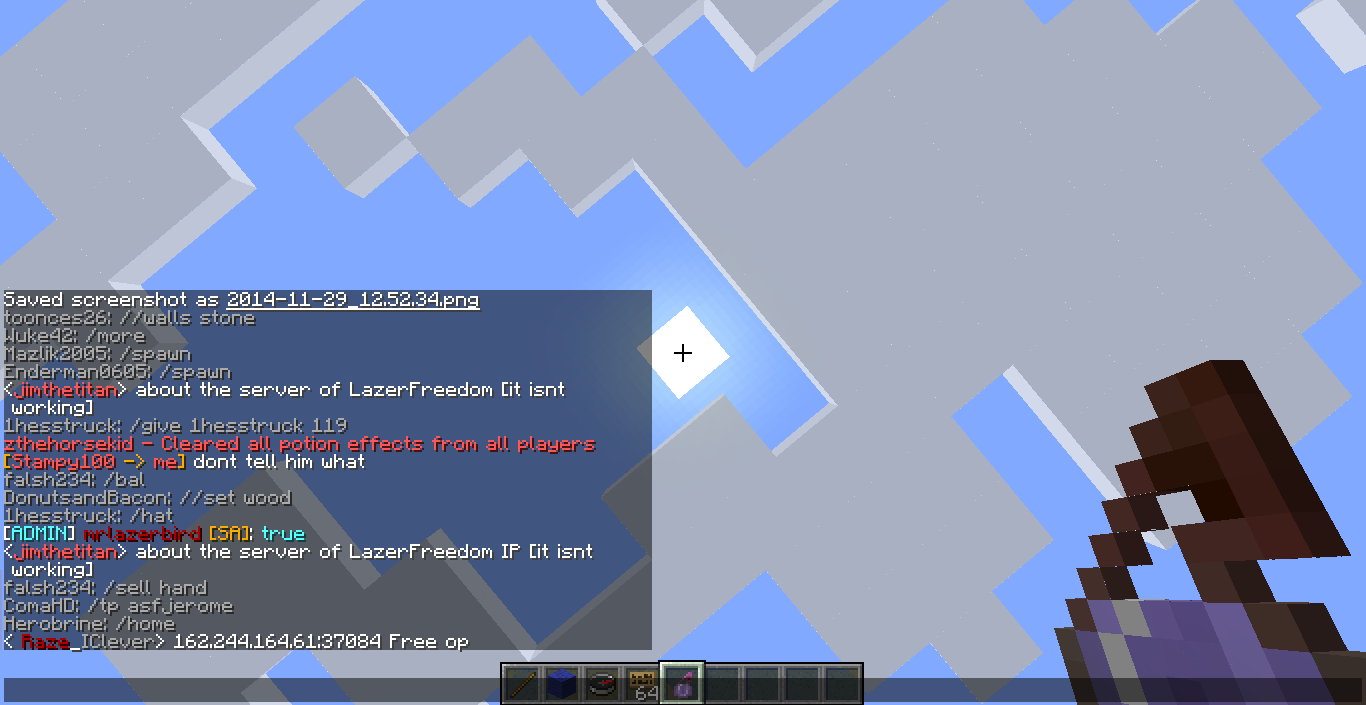 Saved screenshot as 2014-11-29_12.52.34.png
toonces26: //walls stone
Wuke42: /more
Mazlik2005: /spawn
Enderman0605: /spawn
<jimthetitan> about the server of LazerFreedom [it isnt
working]
1hesstruck: /give 1hesstruck 119
zthehorsekid - Cleared all potion effects from all players
[Stampy100 -> me] dont tell him what
falsh234: /bal
DonutsandBacon: //set wood
1hesstruck: /hat
[ADMIN] mrlazerbird [SA]: true
<jimthetitan> about the server of LazerFreedom IP [it isnt
working]
falsh234: /sell hand
ComaHD: /tp asfjerome
Herobrine: /home
< Raze_IClever> 162.244.164.61:37084 Free op
64